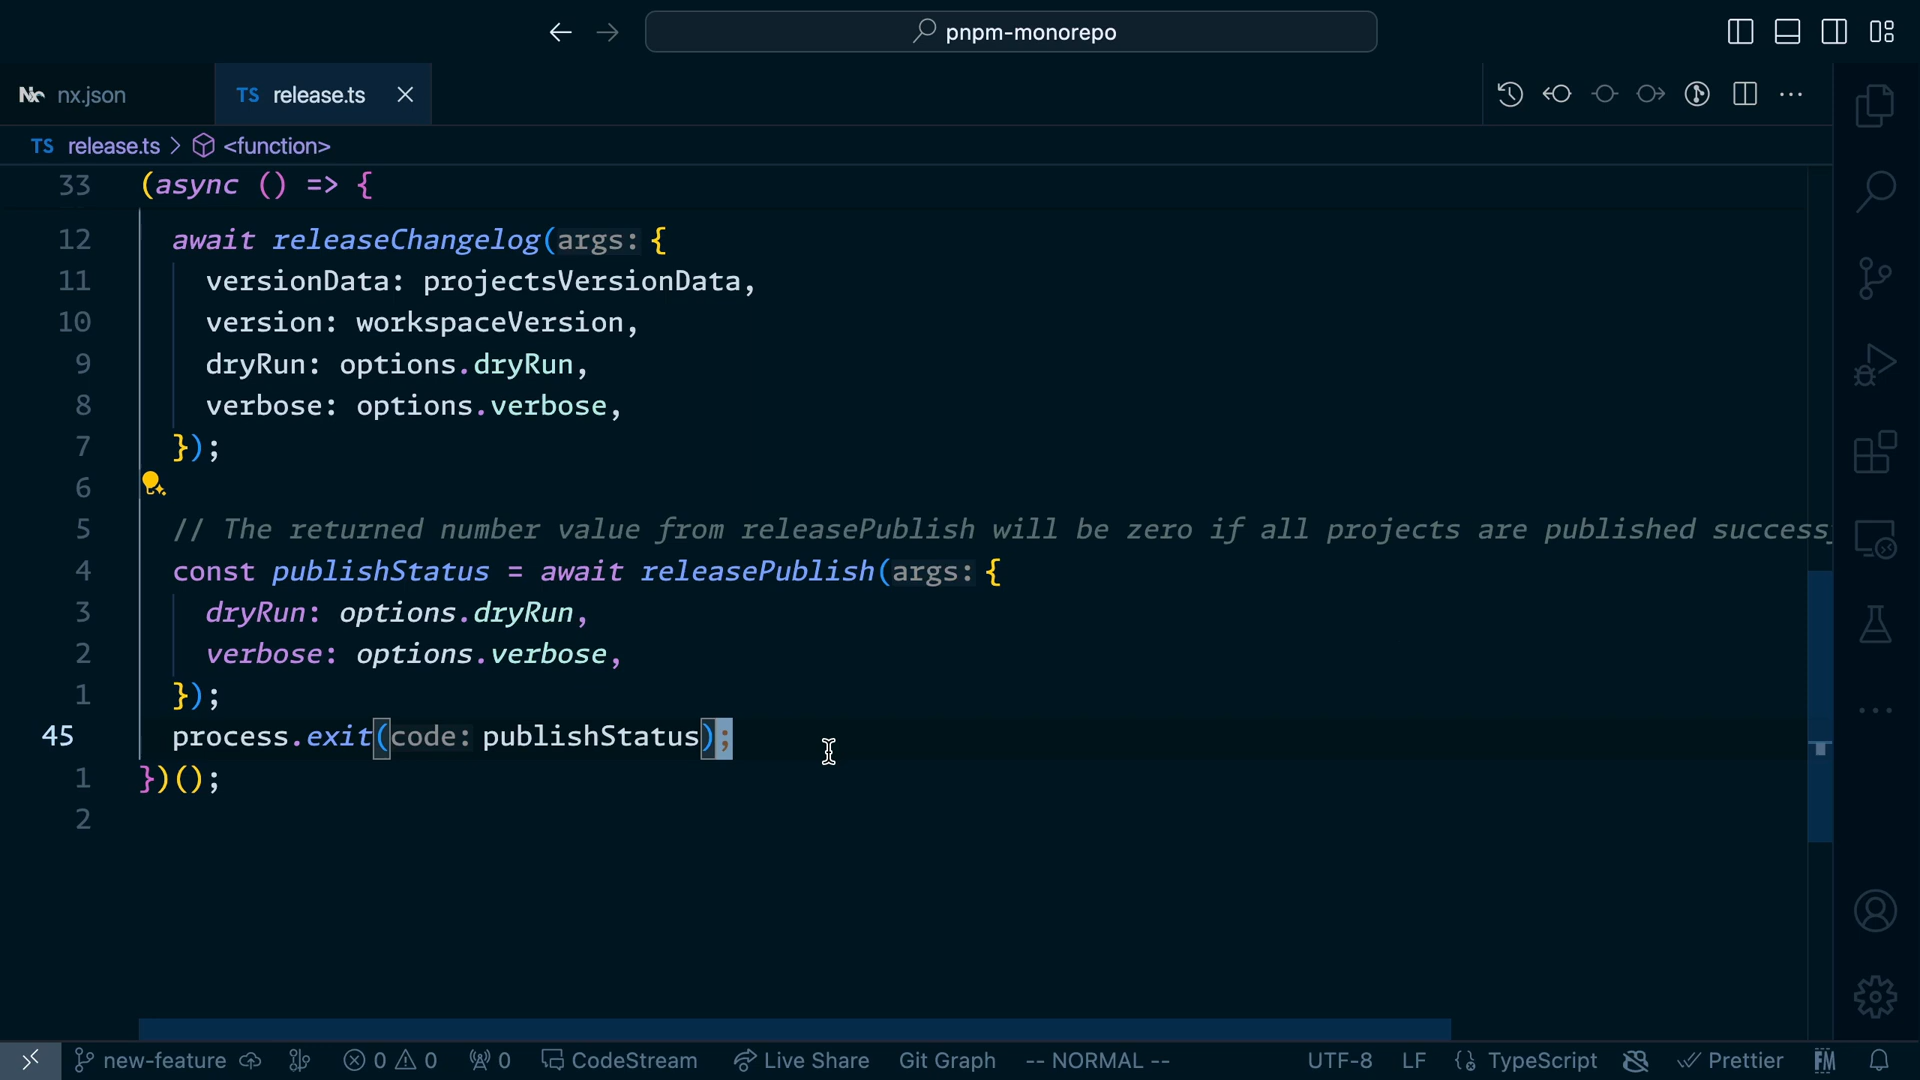 pnpm-monorepo
nx.json
TS release.ts
TS release.ts > <function>
33 (async () => {
12 await releaseChangelog(args: {
11 versionData: projectsVersionData,
10 version: workspaceVersion,
9 dryRun: options.dryRun,
8 verbose: options.verbose,
7 });
6
5 // The returned number value from releasePublish will be zero if all projects are published success
4 const publishStatus = await releasePublish(args: {
3 dryRun: options.dryRun,
2 verbose: options.verbose,
1 });
45 process.exit(code: publishStatus);
1 })();
2
new-feature 0 0 0 CodeStream Live Share Git Graph -- NORMAL -- UTF-8 LF {} TypeScript Prettier FM